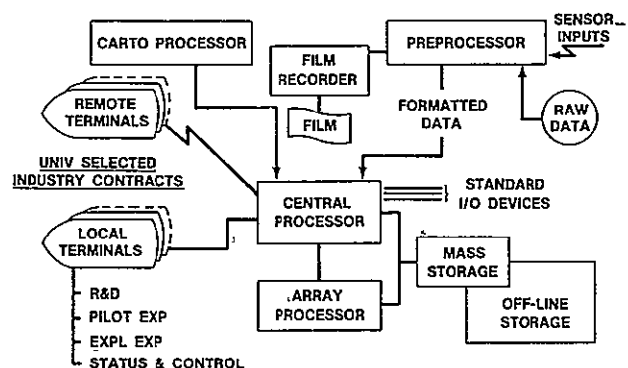 CARTO PROCESSOR
FILM
RECORDER
FILM
PREPROCESSOR
SENSOR
INPUTS
RAW
DATA
FORMATTED
DATA
REMOTE
TERMINALS
UNIV SELECTED
INDUSTRY CONTRACTS
CENTRAL
PROCESSOR
STANDARD
I/O DEVICES
LOCAL
TERMINALS
R&D
PILOT EXP
EXPL EXP
STATUS & CONTROL
ARRAY
PROCESSOR
MASS
STORAGE
OFF-LINE
STORAGE